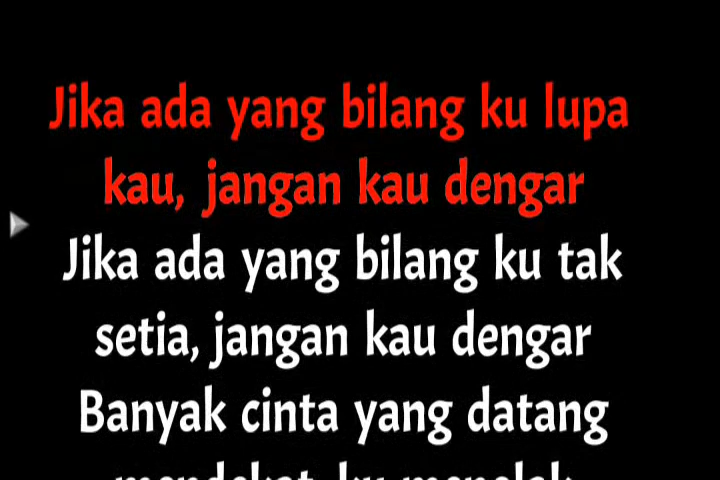 Jika ada yang bilang ku lupa
kau, jangan kau dengar
Jika ada yang bilang ku tak
setia, jangan kau dengar
Banyak cinta yang datang